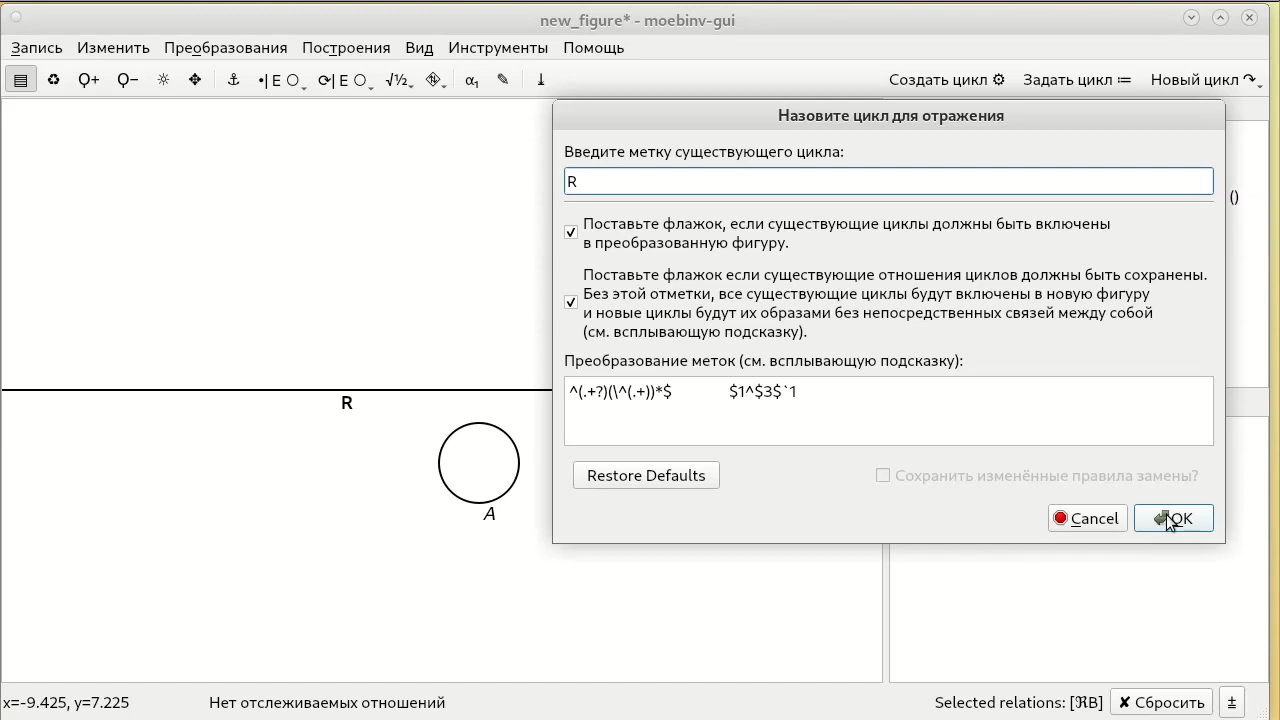 new_figure* - moebinv-gui
Запись Изменить Преобразования Построения Вид Инструменты Помощь
Создать цикл Задать цикл Новый цикл
Назовите цикл для отражения
Введите метку существующего цикла:
R
()
Поставьте флажок, если существующие циклы должны быть включены
в преобразованную фигуру.
Поставьте флажок если существующие отношения циклов должны быть сохранены.
Без этой отметки, все существующие циклы будут включены в новую фигуру
и новые циклы будут их образами без непосредственных связей между собой
(см. всплывающую подсказку).
Преобразование меток (см. всплывающую подсказку):
^(.+?)(\^(.+))*$ $1^$3$`1
R
A
Restore Defaults Сохранить изменённые правила замены?
Cancel OK
x=-9.425, y=7.225 Нет отслеживаемых отношений Selected relations: [ℜB] ✘ Сбросить ±